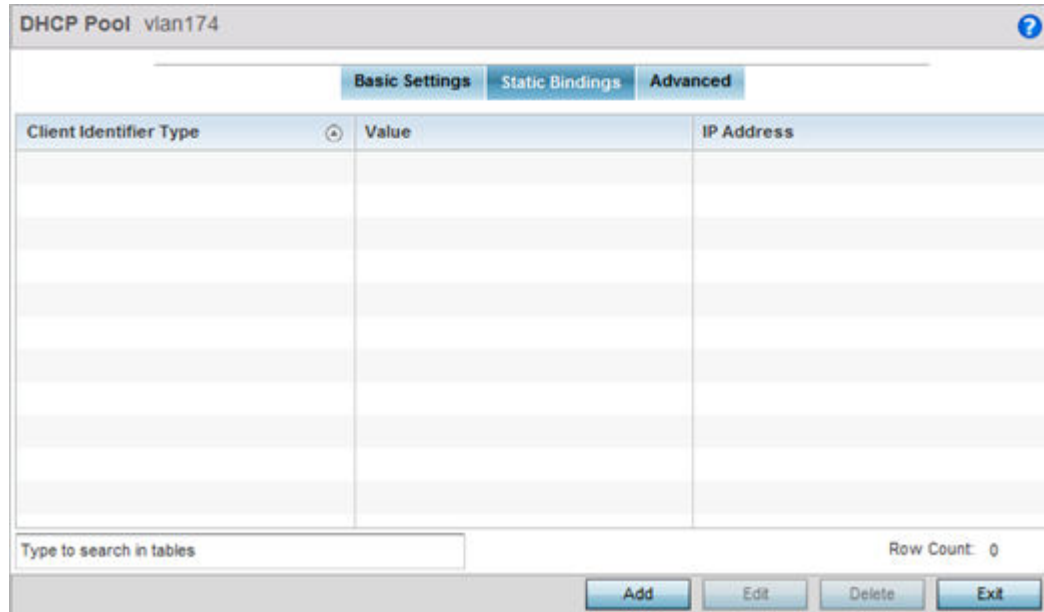 DHCP Pool vlan174 ?
Basic Settings Static Bindings Advanced
Client Identifier Type Value IP Address
Type to search in tables Row Count: 0
Add Edit Delete Exit